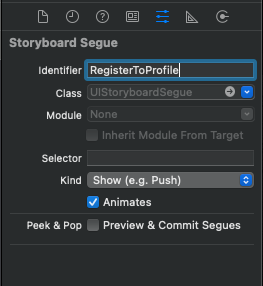 Storyboard Segue
Identifier RegisterToProfile
Class UIStoryboardSegue
Module None
Inherit Module From Target
Selector
Kind Show (e.g. Push)
Animates
Peek & Pop Preview & Commit Segues